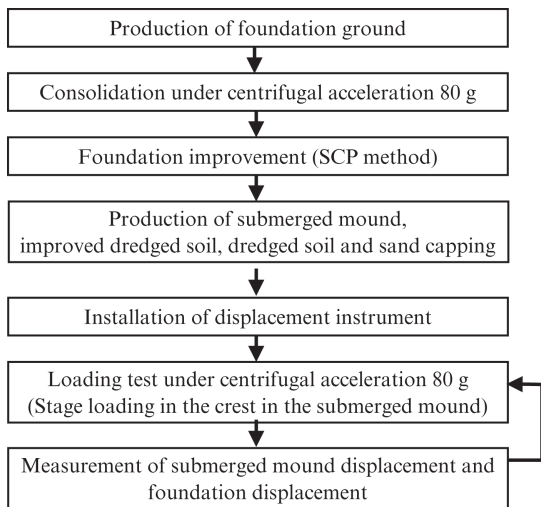 Production of foundation ground
Consolidation under centrifugal acceleration 80 g
Foundation improvement (SCP method)
Production of submerged mound,
improved dredged soil, dredged soil and sand capping
Installation of displacement instrument
Loading test under centrifugal acceleration 80 g
(Stage loading in the crest in the submerged mound)
Measurement of submerged mound displacement and
foundation displacement